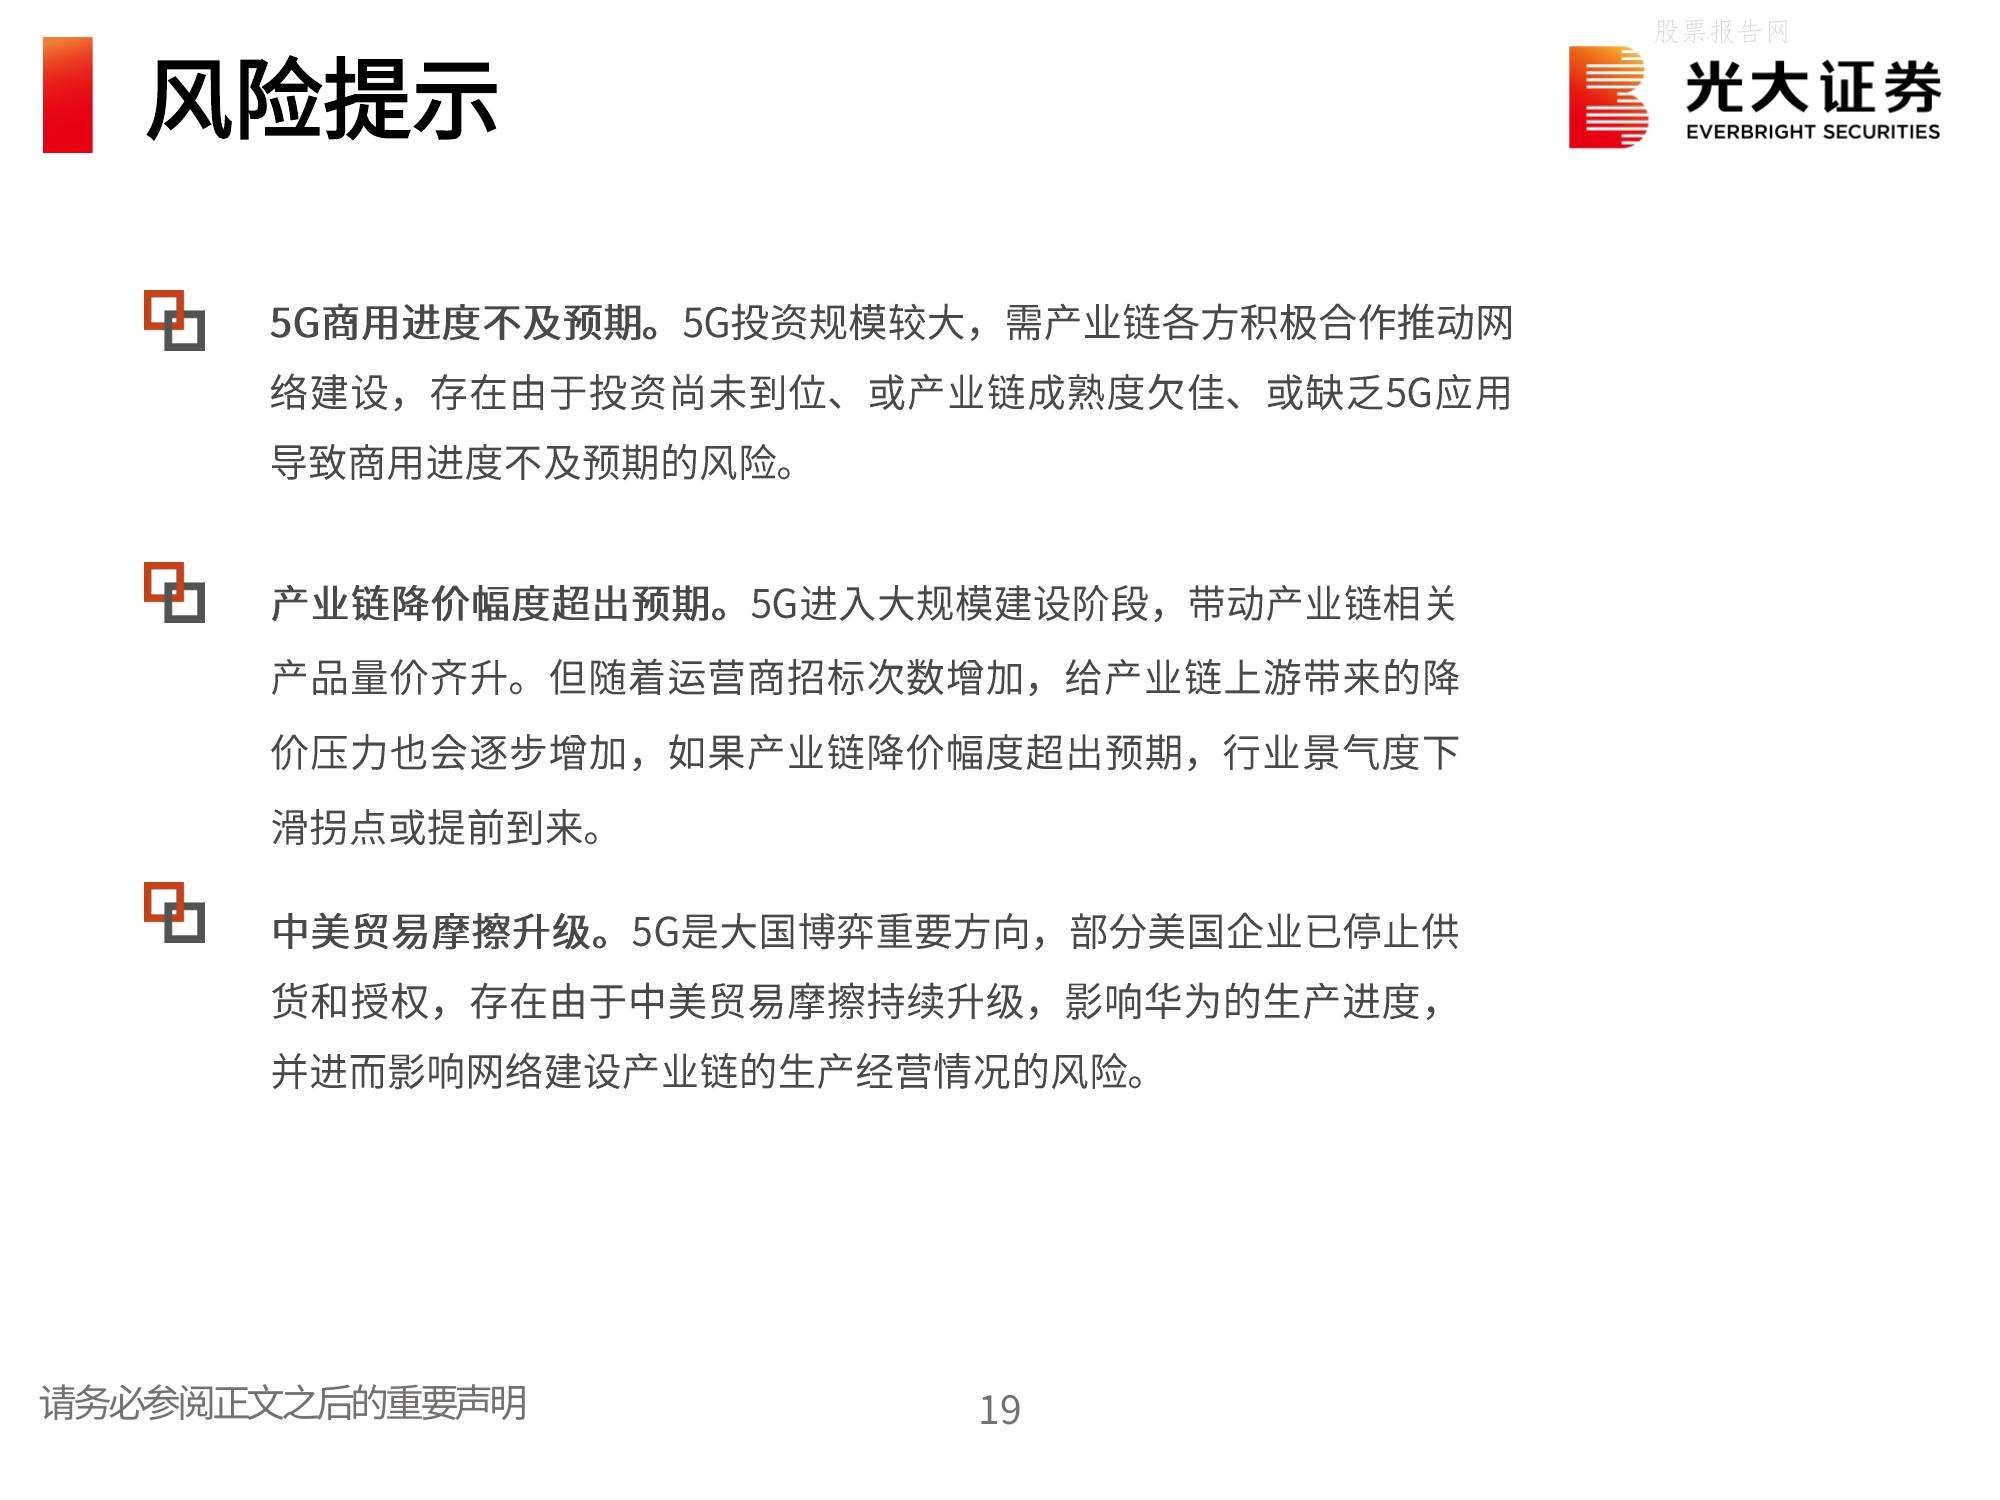 股票报告网
风险提示
光大证券
EVERBRIGHT SECURITIES
5G商用进度不及预期。5G投资规模较大，需产业链各方积极合作推动网
络建设，存在由于投资尚未到位、或产业链成熟度欠佳、或缺乏5G应用
导致商用进度不及预期的风险。
产业链降价幅度超出预期。5G进入大规模建设阶段，带动产业链相关
产品量价齐升。但随着运营商招标次数增加，给产业链上游带来的降
价压力也会逐步增加，如果产业链降价幅度超出预期，行业景气度下
滑拐点或提前到来。
中美贸易摩擦升级。5G是大国博弈重要方向，部分美国企业已停止供
货和授权，存在由于中美贸易摩擦持续升级，影响华为的生产进度，
并进而影响网络建设产业链的生产经营情况的风险。
请务必参阅正文之后的重要声明
19